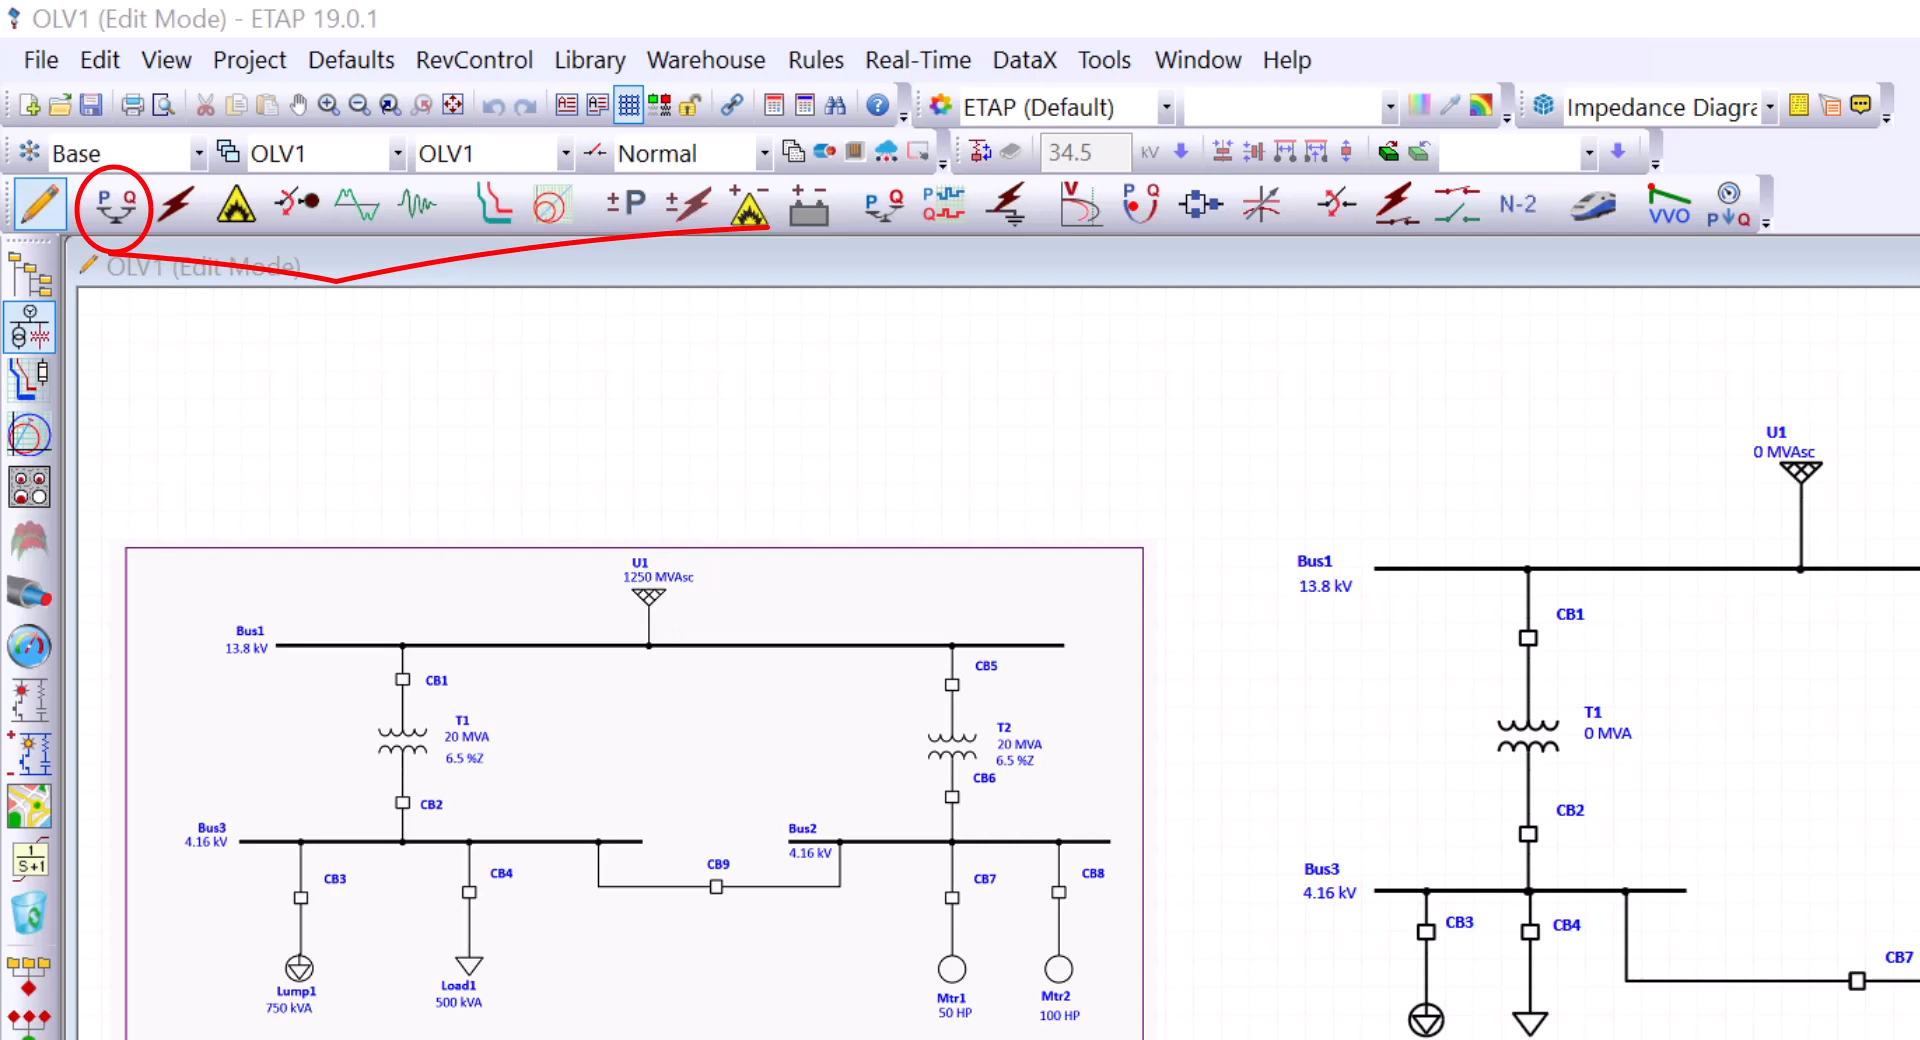 OLV1 (Edit Mode) - ETAP 19.0.1
File Edit View Project Defaults RevControl Library Warehouse Rules Real-Time DataX Tools Window Help
ETAP (Default) Impedance Diagra
Base OLV1 OLV1 Normal 34.5 kV
P Q ± P ± + - + - P Q P Q V P Q N-2 VVO P Q
OLV1 (Edit Mode)
U1
0 MVAsc
Bus1
13.8 kV
CB1
T1
0 MVA
CB2
Bus3
4.16 kV
CB3
CB4
CB7
U1
1250 MVAsc
Bus1
13.8 kV
CB1
CB5
T1
20 MVA
6.5 %Z
T2
20 MVA
6.5 %Z
CB2
CB6
Bus3
4.16 kV
Bus2
4.16 kV
CB3
CB4
CB9
CB7
CB8
Lump1
750 kVA
Load1
500 kVA
Mtr1
50 HP
Mtr2
100 HP
1
S+1